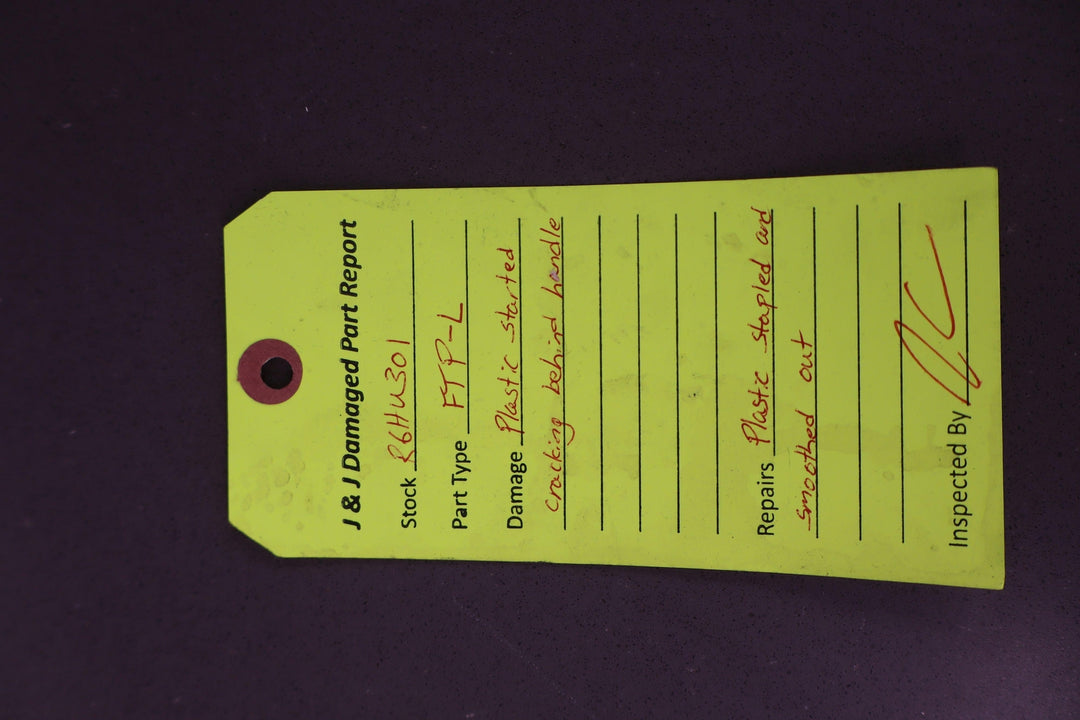 J & J Damaged Part Report
Stock R6HU301
Part Type FTP-L
Damage Plastic started
cracking behind handle
Repairs Plastic stapled and
smoothed out
Inspected By